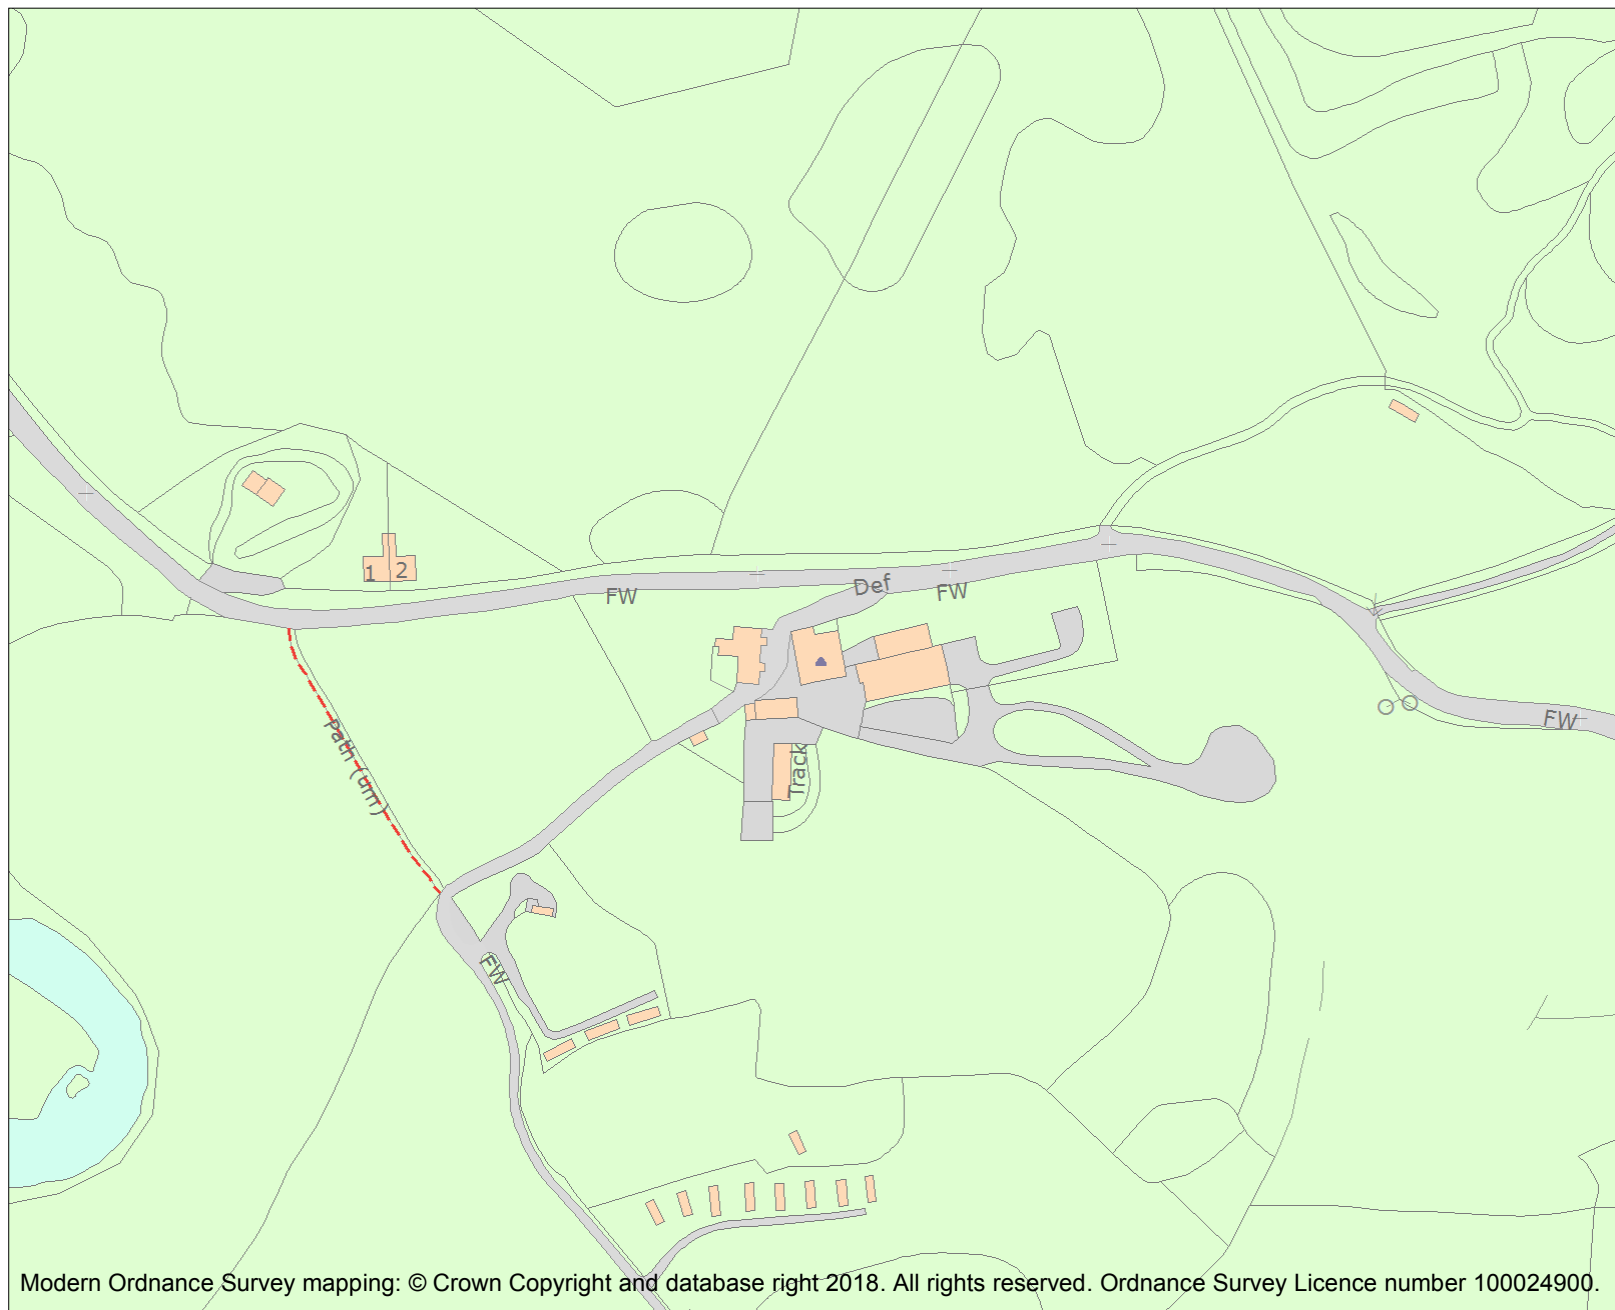 1
2
FW
Def
FW
FW
Path (um)
Track
FW
Modern Ordnance Survey mapping: © Crown Copyright and database right 2018. All rights reserved. Ordnance Survey Licence number 100024900.